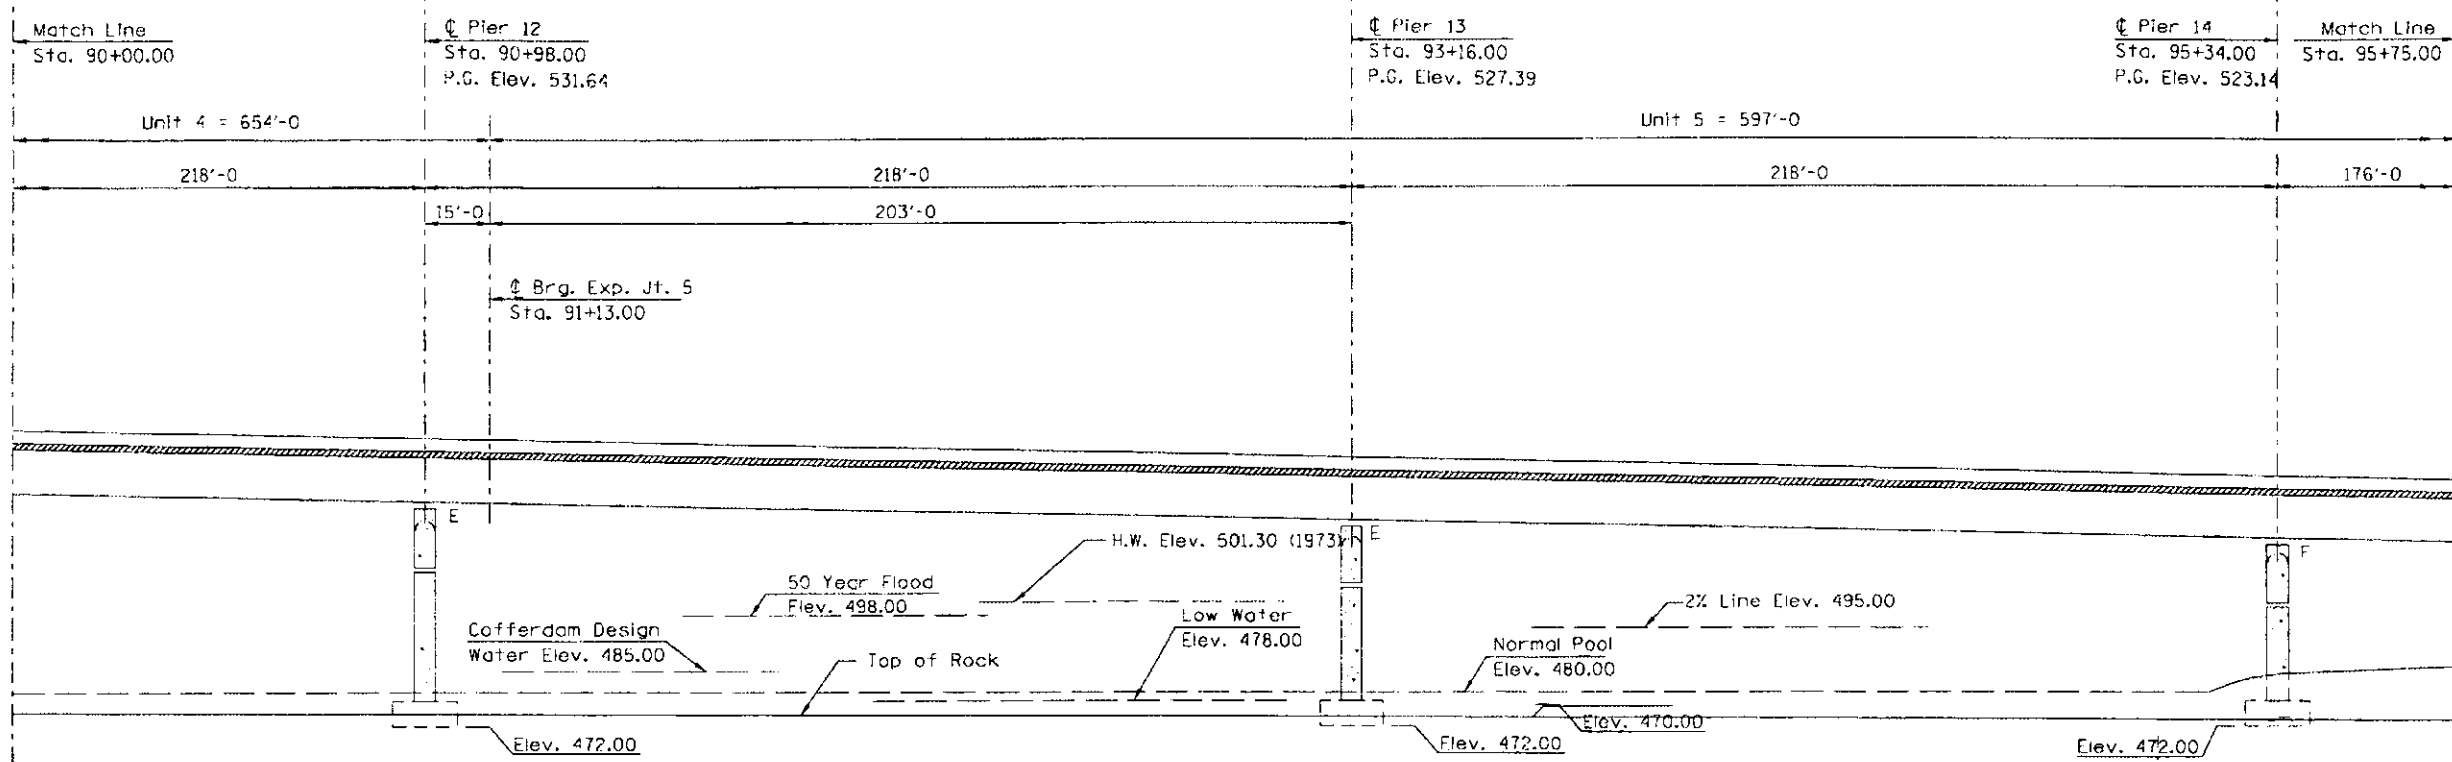 Match Line
Sta. 90+00.00
℄ Pier 12
Sta. 90+98.00
P.G. Elev. 531.64
℄ Pier 13
Sta. 93+16.00
P.G. Elev. 527.39
℄ Pier 14
Sta. 95+34.00
P.G. Elev. 523.14
Match Line
Sta. 95+75.00
Unit 4 = 654'-0
Unit 5 = 597'-0
218'-0
218'-0
218'-0
176'-0
15'-0
203'-0
℄ Brg. Exp. Jt. 5
Sta. 91+13.00
E
E
F
H.W. Elev. 501.30 (1973)
50 Year Flood
Elev. 498.00
2% Line Elev. 495.00
Low Water
Elev. 478.00
Cofferdam Design
Water Elev. 485.00
Top of Rock
Normal Pool
Elev. 480.00
Elev. 470.00
Elev. 472.00
Elev. 472.00
Elev. 472.00